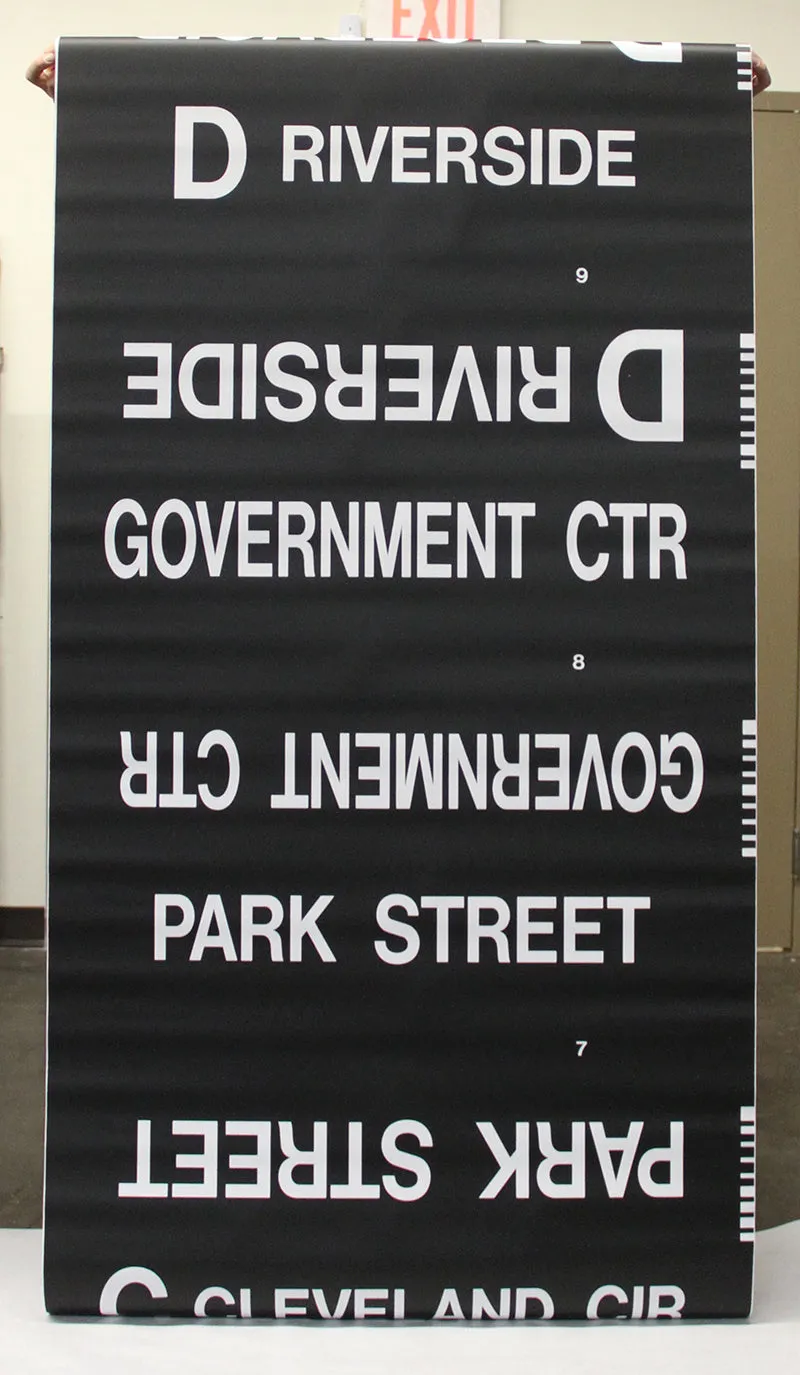 EXIT
D RIVERSIDE
9
D RIVERSIDE
GOVERNMENT CTR
8
GOVERNMENT CTR
PARK STREET
7
PARK STREET
C CLEVELAND CIR